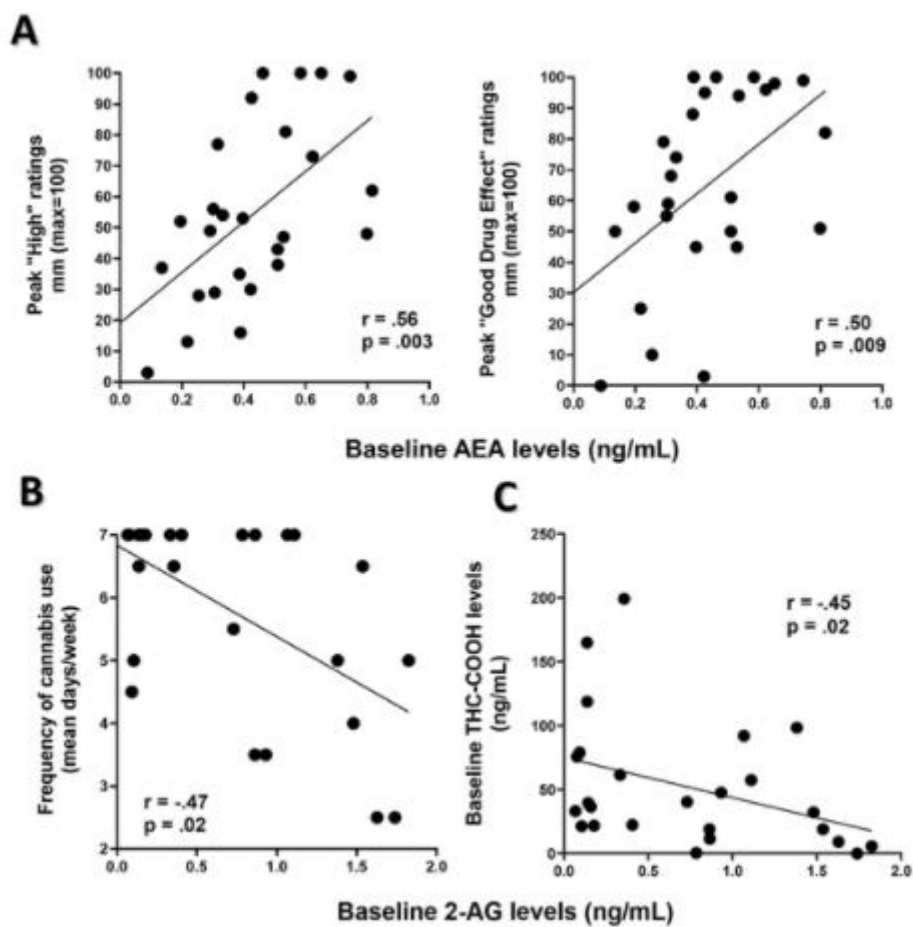 A
Peak "High" ratings
mm (max=100)
100
90
80
70
60
50
40
30
20
10
0
0.0 0.2 0.4 0.6 0.8 1.0
r = .56
p = .003
Peak "Good Drug Effect" ratings
mm (max=100)
100
90
80
70
60
50
40
30
20
10
0
0.0 0.2 0.4 0.6 0.8 1.0
r = .50
p = .009
Baseline AEA levels (ng/mL)
B
Frequency of cannabis use
(mean days/week)
7
6
5
4
3
2
0.0 0.5 1.0 1.5 2.0
r = -.47
p = .02
C
Baseline THC-COOH levels
(ng/mL)
250
200
150
100
50
0
0.0 0.5 1.0 1.5 2.0
r = -.45
p = .02
Baseline 2-AG levels (ng/mL)